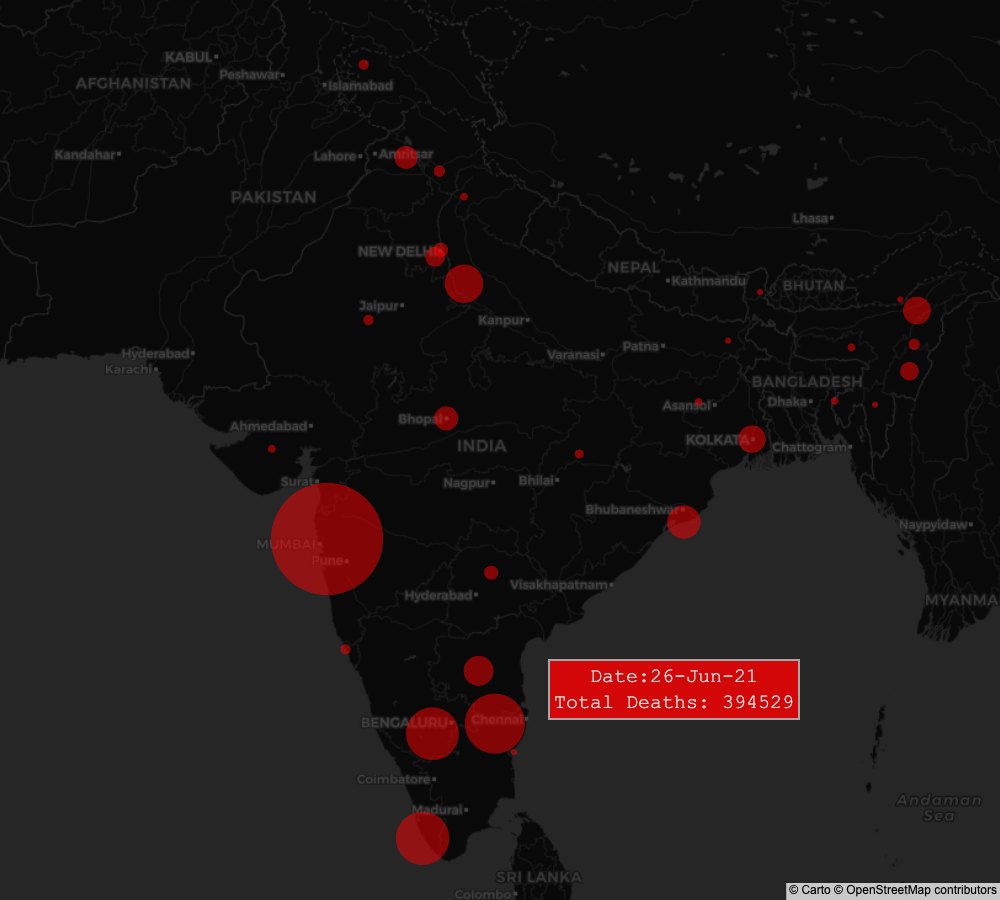 KABUL
Peshawar
AFGHANISTAN
Islamabad
Kandahar
Lahore
Amritsar
PAKISTAN
Lhasa
NEW DELHI
NEPAL
Kathmandu
BHUTAN
Jaipur
Kanpur
Hyderabad
Varanasi
Patna
Karachi
BANGLADESH
Asansol
Dhaka
Bhopal
Ahmedabad
INDIA
KOLKATA
Chattogram
Surat
Nagpur
Bhilai
Bhubaneshwar
Naypyidaw
MUMBAI
Pune
Visakhapatnam
Hyderabad
MYANMA
Date:26-Jun-21
Total Deaths: 394529
BENGALURU
Chennai
Coimbatore
Madurai
Andaman
Sea
SRI LANKA
Colombo
© Carto © OpenStreetMap contributors